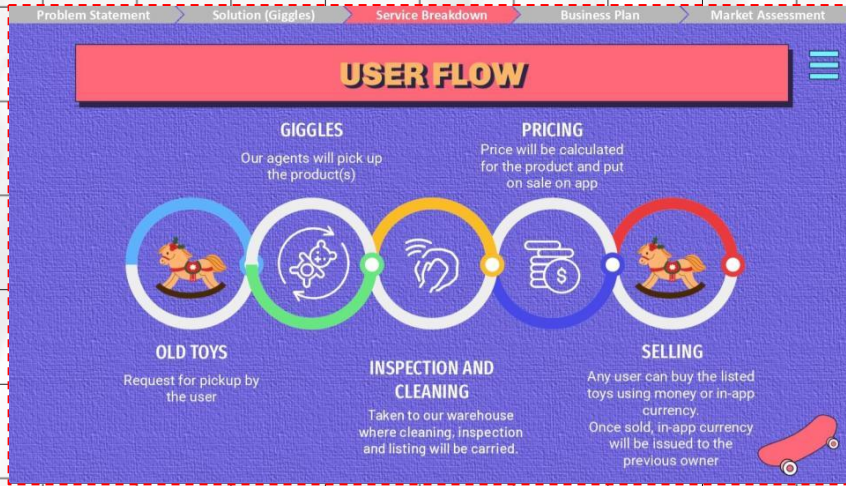 Problem Statement
Solution (Giggles)
Service Breakdown
Business Plan
Market Assessment
USER FLOW
GIGGLES
Our agents will pick up
the product(s)
PRICING
Price will be calculated
for the product and put
on sale on app
$
OLD TOYS
Request for pickup by
the user
INSPECTION AND
CLEANING
Taken to our warehouse
where cleaning, inspection
and listing will be carried.
SELLING
Any user can buy the listed
toys using money or in-app
currency.
Once sold, in-app currency
will be issued to the
previous owner